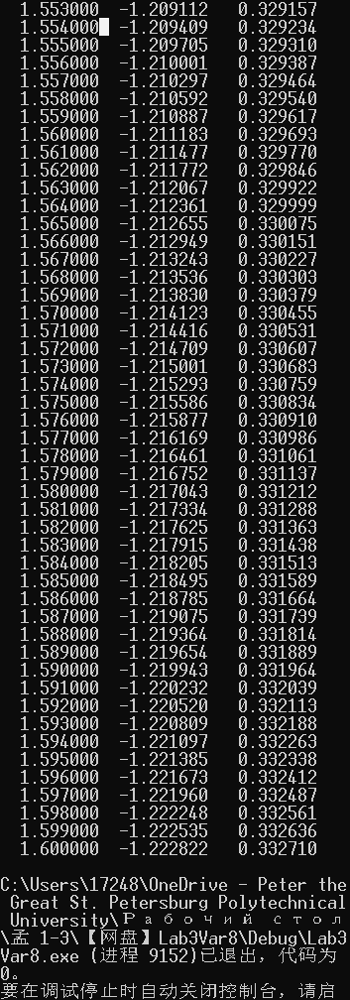 1.553000 -1.209112 0.329157
1.554000 -1.209409 0.329234
1.555000 -1.209705 0.329310
1.556000 -1.210001 0.329387
1.557000 -1.210297 0.329464
1.558000 -1.210592 0.329540
1.559000 -1.210887 0.329617
1.560000 -1.211183 0.329693
1.561000 -1.211477 0.329770
1.562000 -1.211772 0.329846
1.563000 -1.212067 0.329922
1.564000 -1.212361 0.329999
1.565000 -1.212655 0.330075
1.566000 -1.212949 0.330151
1.567000 -1.213243 0.330227
1.568000 -1.213536 0.330303
1.569000 -1.213830 0.330379
1.570000 -1.214123 0.330455
1.571000 -1.214416 0.330531
1.572000 -1.214709 0.330607
1.573000 -1.215001 0.330683
1.574000 -1.215293 0.330759
1.575000 -1.215586 0.330834
1.576000 -1.215877 0.330910
1.577000 -1.216169 0.330986
1.578000 -1.216461 0.331061
1.579000 -1.216752 0.331137
1.580000 -1.217043 0.331212
1.581000 -1.217334 0.331288
1.582000 -1.217625 0.331363
1.583000 -1.217915 0.331438
1.584000 -1.218205 0.331513
1.585000 -1.218495 0.331589
1.586000 -1.218785 0.331664
1.587000 -1.219075 0.331739
1.588000 -1.219364 0.331814
1.589000 -1.219654 0.331889
1.590000 -1.219943 0.331964
1.591000 -1.220232 0.332039
1.592000 -1.220520 0.332113
1.593000 -1.220809 0.332188
1.594000 -1.221097 0.332263
1.595000 -1.221385 0.332338
1.596000 -1.221673 0.332412
1.597000 -1.221960 0.332487
1.598000 -1.222248 0.332561
1.599000 -1.222535 0.332636
1.600000 -1.222822 0.332710
C:\Users\17248\OneDrive - Peter the
Great St. Petersburg Polytechnical
University\Рабочий стол
\孟 1-3\【网盘】Lab3Var8\Debug\Lab3
Var8.exe (进程 9152)已退出，代码为
0。
要在调试停止时自动关闭控制台，请启